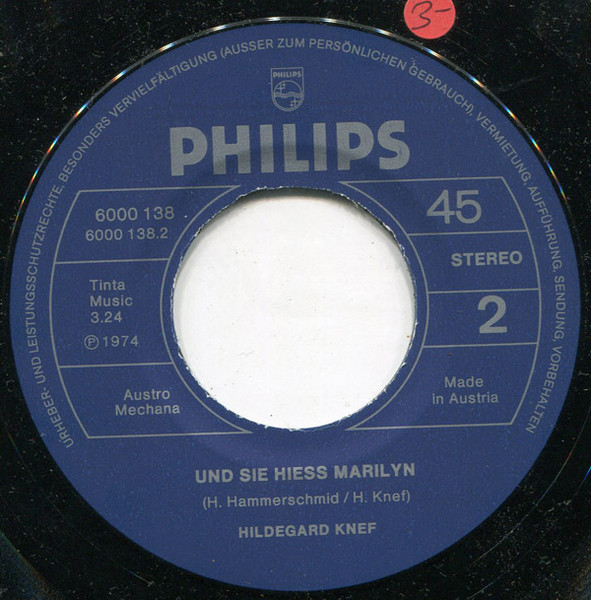 3-
URHEBER- UND LEISTUNGSSCHUTZRECHTE, BESONDERS VERVIELFÄLTIGUNG (AUSSER ZUM PERSÖNLICHEN GEBRAUCH), VERMIETUNG, AUFFÜHRUNG, SENDUNG, VORBEHALTEN
PHILIPS
PHILIPS
6000 138
6000 138.2
Tinta
Music
3.24
℗ 1974
Austro
Mechana
45
STEREO
2
Made
in Austria
UND SIE HIESS MARILYN
(H. Hammerschmid / H. Knef)
HILDEGARD KNEF